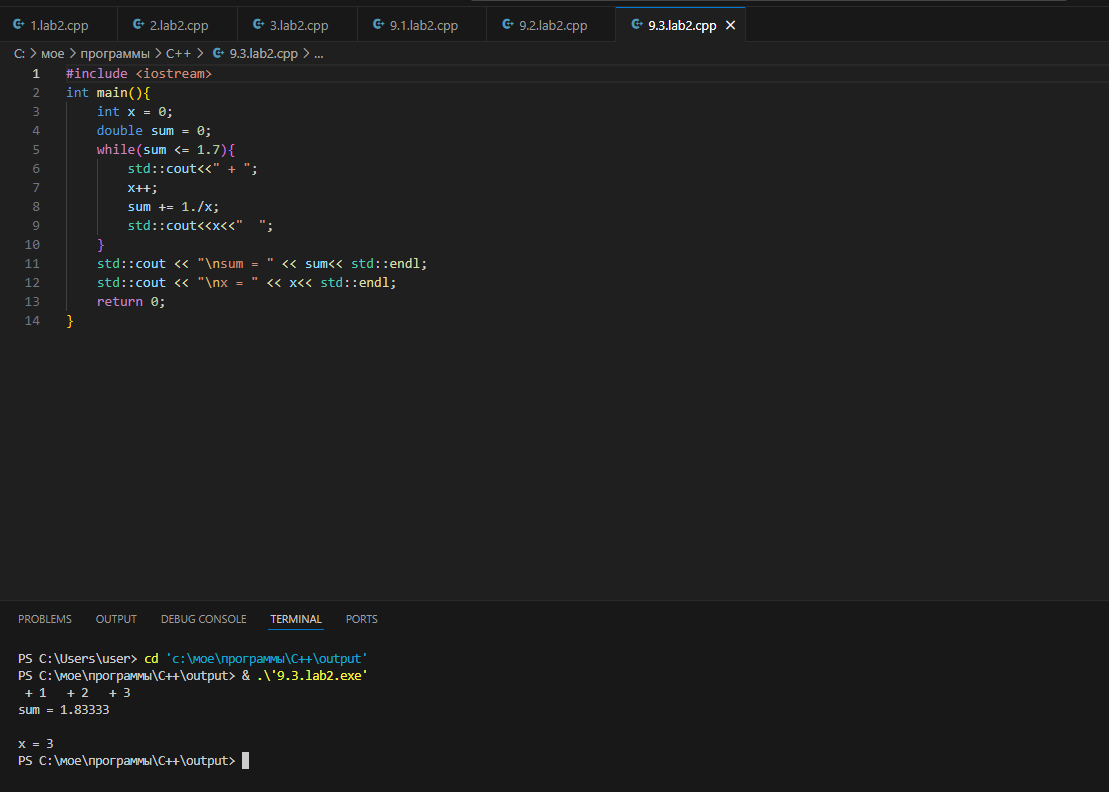 1.lab2.cpp 2.lab2.cpp 3.lab2.cpp 9.1.lab2.cpp 9.2.lab2.cpp 9.3.lab2.cpp ×
C: > мое > программы > C++ > 9.3.lab2.cpp > ...
1 #include <iostream>
2 int main(){
3     int x = 0;
4     double sum = 0;
5     while(sum <= 1.7){
6         std::cout<<" + ";
7         x++;
8         sum += 1./x;
9         std::cout<<x<<"  ";
10     }
11     std::cout << "\nsum = " << sum<< std::endl;
12     std::cout << "\nx = " << x<< std::endl;
13     return 0;
14 }
PROBLEMS OUTPUT DEBUG CONSOLE TERMINAL PORTS
PS C:\Users\user> cd 'c:\мое\программы\C++\output'
PS C:\мое\программы\C++\output> & .\'9.3.lab2.exe'
 + 1   + 2   + 3
sum = 1.83333
x = 3
PS C:\мое\программы\C++\output>